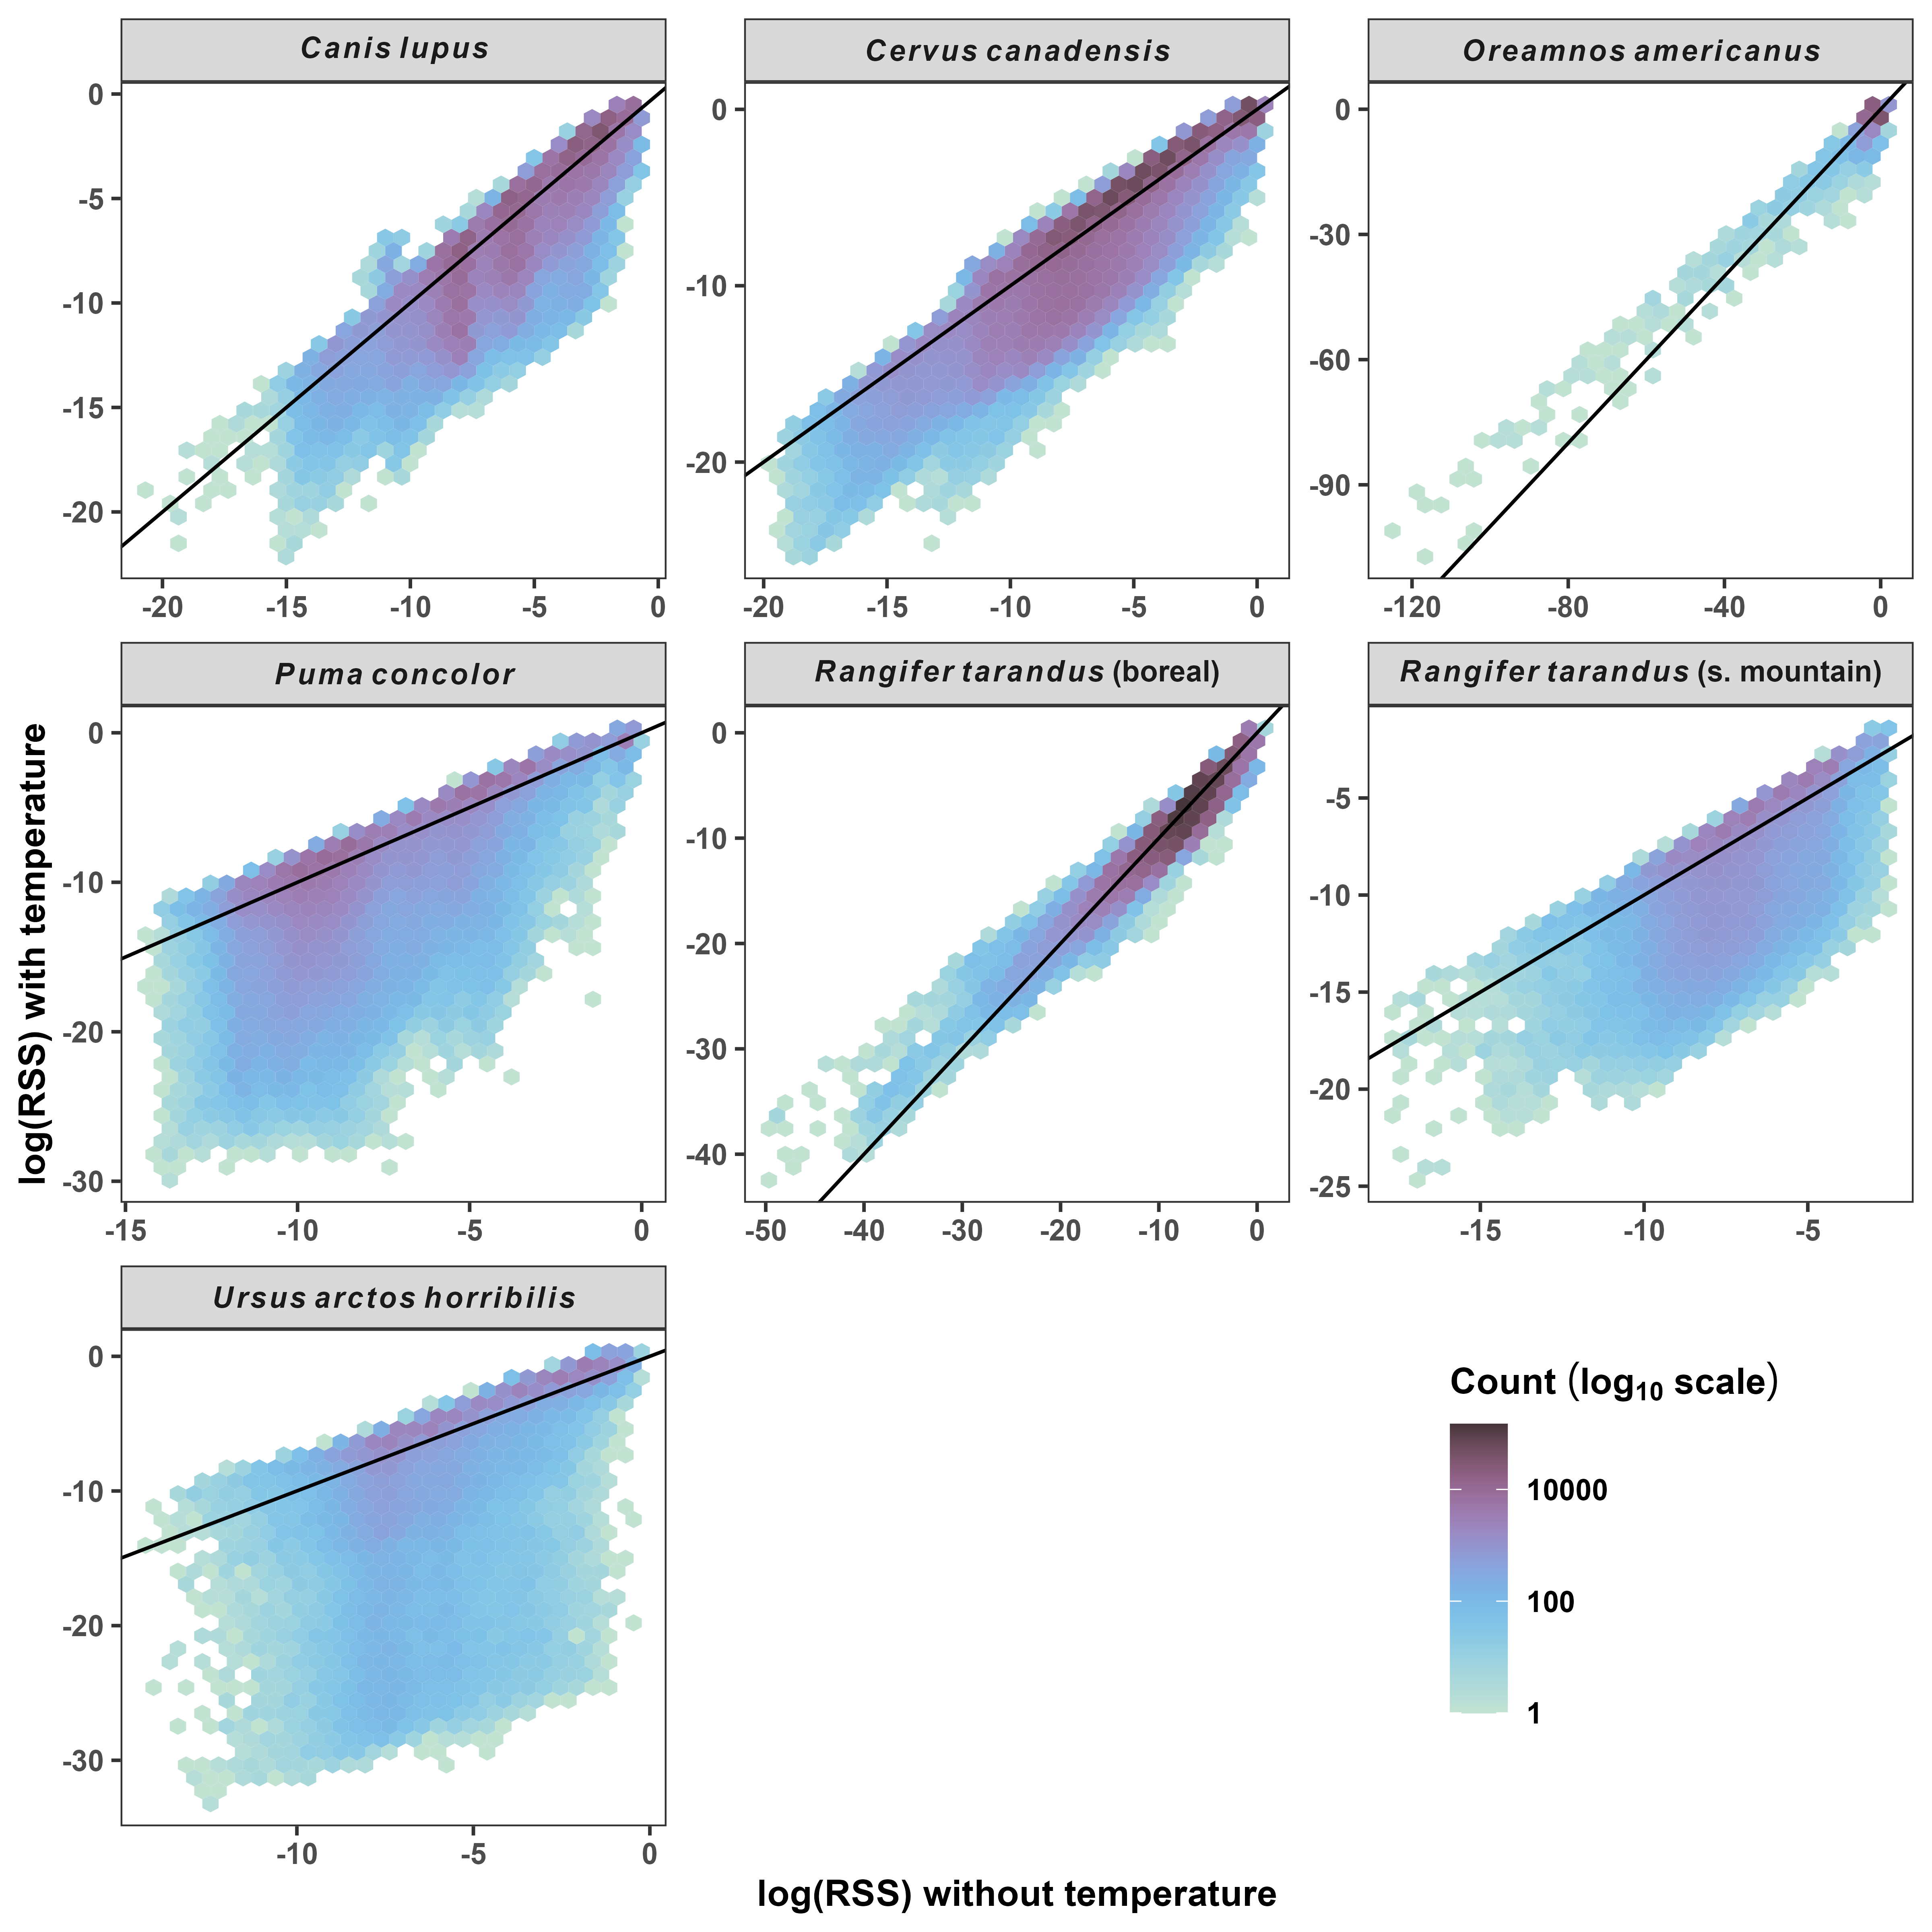 Canis lupus
Cervus canadensis
Oreamnos americanus
0
-5
-10
-15
-20
-20 -15 -10 -5 0
0
-10
-20
-20 -15 -10 -5 0
0
-30
-60
-90
-120 -80 -40 0
Puma concolor
Rangifer tarandus (boreal)
Rangifer tarandus (s. mountain)
log(RSS) with temperature
0
-10
-20
-30
-15 -10 -5 0
0
-10
-20
-30
-40
-50 -40 -30 -20 -10 0
-5
-10
-15
-20
-25
-15 -10 -5
Ursus arctos horribilis
0
-10
-20
-30
-10 -5 0
Count (log₁₀ scale)
10000
100
1
log(RSS) without temperature